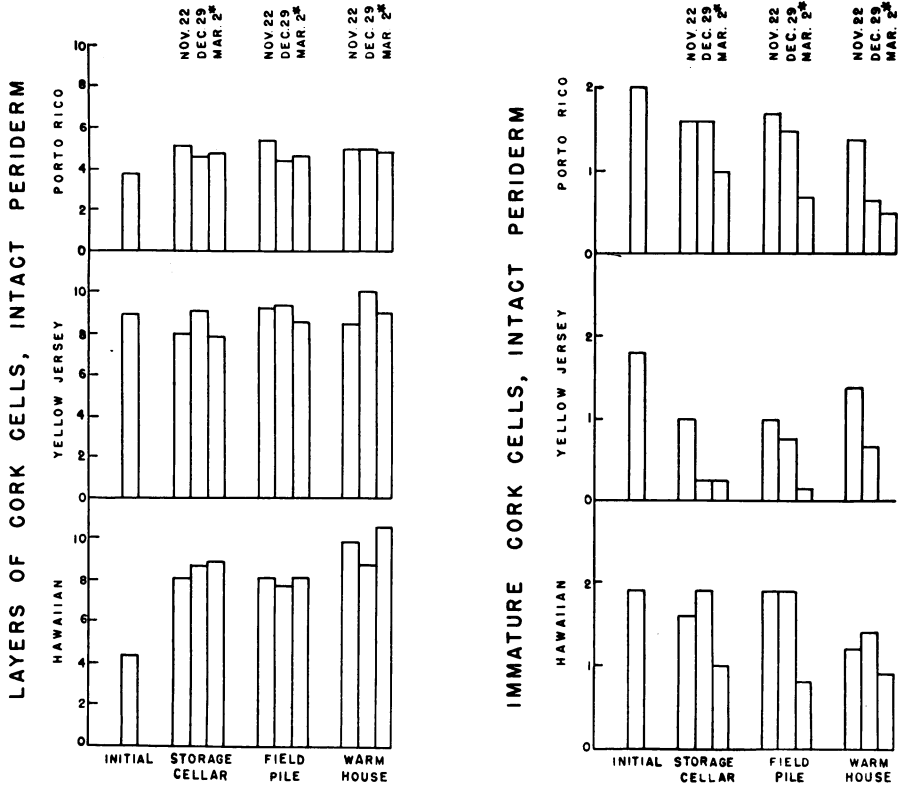 LAYERS OF CORK CELLS, INTACT PERIDERM
PORTO RICO
YELLOW JERSEY
HAWAIIAN
NOV. 22
DEC. 29
MAR. 2*
NOV. 22
DEC. 29
MAR. 2*
NOV. 22
DEC. 29
MAR 2*
10
8
6
4
2
0
10
8
6
4
2
0
10
8
6
4
2
0
INITIAL
STORAGE
CELLAR
FIELD
PILE
WARM
HOUSE
IMMATURE CORK CELLS, INTACT PERIDERM
PORTO RICO
YELLOW JERSEY
HAWAIIAN
NOV. 22
DEC. 29
MAR. 2*
NOV. 22
DEC. 29
MAR. 2*
NOV. 22
DEC. 29
MAR. 2*
2
1
0
2
1
0
2
1
0
INITIAL
STORAGE
CELLAR
FIELD
PILE
WARM
HOUSE